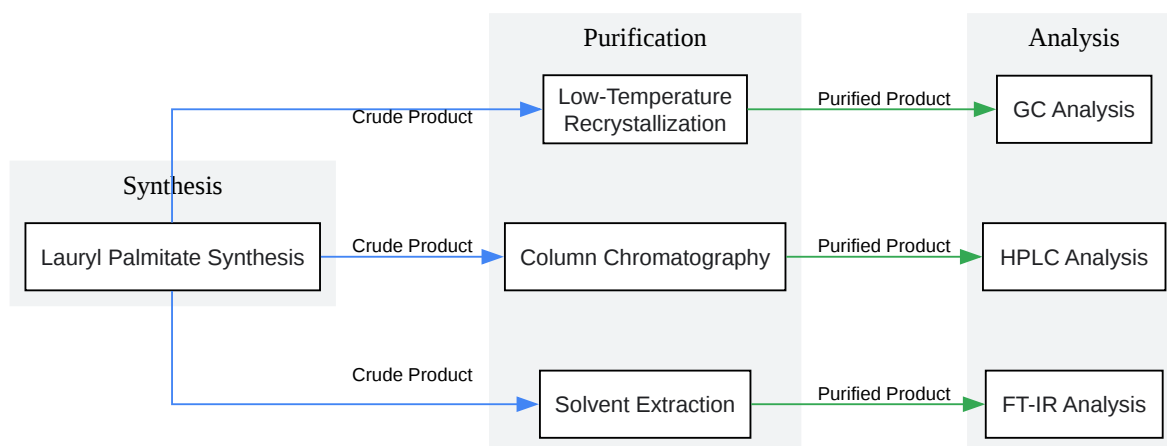 Purification
Analysis
Low-Temperature
Recrystallization
Crude Product
Purified Product
GC Analysis
Synthesis
Lauryl Palmitate Synthesis
Crude Product
Column Chromatography
Purified Product
HPLC Analysis
Crude Product
Solvent Extraction
Purified Product
FT-IR Analysis